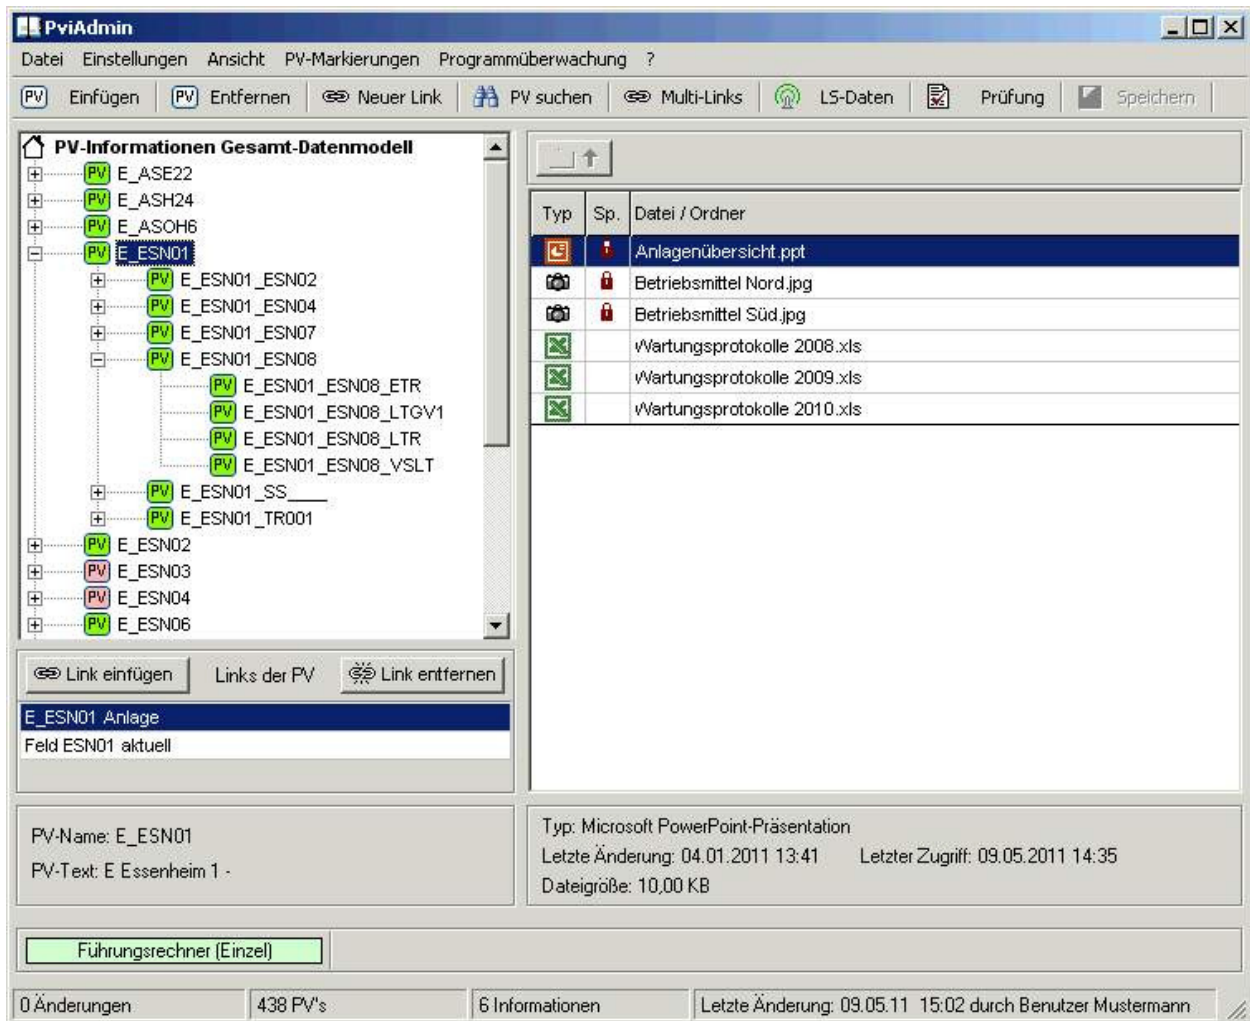 PviAdmin
Datei Einstellungen Ansicht PV-Markierungen Programmüberwachung ?
PV Einfügen PV Entfernen Neuer Link PV suchen Multi-Links LS-Daten Prüfung Speichern
PV-Informationen Gesamt-Datenmodell
PV E_ASE22
PV E_ASH24
PV E_ASOH6
PV E_ESN01
PV E_ESN01_ESN02
PV E_ESN01_ESN04
PV E_ESN01_ESN07
PV E_ESN01_ESN08
PV E_ESN01_ESN08_ETR
PV E_ESN01_ESN08_LTGV1
PV E_ESN01_ESN08_LTR
PV E_ESN01_ESN08_VSLT
PV E_ESN01_SS____
PV E_ESN01_TR001
PV E_ESN02
PV E_ESN03
PV E_ESN04
PV E_ESN06
Link einfügen Links der PV Link entfernen
E_ESN01 Anlage
Feld ESN01 aktuell
PV-Name: E_ESN01
PV-Text: E Essenheim 1 -
Typ Sp. Datei / Ordner
Anlagenübersicht.ppt
Betriebsmittel Nord.jpg
Betriebsmittel Süd.jpg
Wartungsprotokolle 2008.xls
Wartungsprotokolle 2009.xls
Wartungsprotokolle 2010.xls
Typ: Microsoft PowerPoint-Präsentation
Letzte Änderung: 04.01.2011 13:41 Letzter Zugriff: 09.05.2011 14:35
Dateigröße: 10,00 KB
Führungsrechner (Einzel)
0 Änderungen 438 PV's 6 Informationen Letzte Änderung: 09.05.11 15:02 durch Benutzer Mustermann